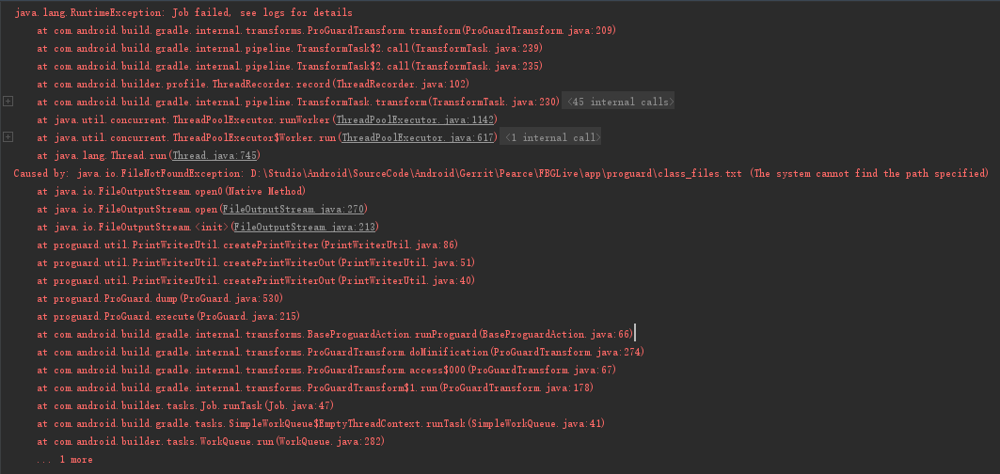 java.lang.RuntimeException: Job failed, see logs for details
at com.android.build.gradle.internal.transforms.ProGuardTransform.transform(ProGuardTransform.java:209)
at com.android.build.gradle.internal.pipeline.TransformTask$2.call(TransformTask.java:239)
at com.android.build.gradle.internal.pipeline.TransformTask$2.call(TransformTask.java:235)
at com.android.builder.profile.ThreadRecorder.record(ThreadRecorder.java:102)
at com.android.build.gradle.internal.pipeline.TransformTask.transform(TransformTask.java:230) <45 internal calls>
at java.util.concurrent.ThreadPoolExecutor.runWorker(ThreadPoolExecutor.java:1142)
at java.util.concurrent.ThreadPoolExecutor$Worker.run(ThreadPoolExecutor.java:617) <1 internal call>
at java.lang.Thread.run(Thread.java:745)
Caused by: java.io.FileNotFoundException: D:\Studio\Android\SourceCode\Android\Gerrit\Pearce\FBGLive\app\proguard\class_files.txt (The system cannot find the path specified)
at java.io.FileOutputStream.open0(Native Method)
at java.io.FileOutputStream.open(FileOutputStream.java:270)
at java.io.FileOutputStream.<init>(FileOutputStream.java:213)
at proguard.util.PrintWriterUtil.createPrintWriter(PrintWriterUtil.java:86)
at proguard.util.PrintWriterUtil.createPrintWriterOut(PrintWriterUtil.java:51)
at proguard.util.PrintWriterUtil.createPrintWriterOut(PrintWriterUtil.java:40)
at proguard.ProGuard.dump(ProGuard.java:530)
at proguard.ProGuard.execute(ProGuard.java:215)
at com.android.build.gradle.internal.transforms.BaseProguardAction.runProguard(BaseProguardAction.java:66)
at com.android.build.gradle.internal.transforms.ProGuardTransform.doMinification(ProGuardTransform.java:274)
at com.android.build.gradle.internal.transforms.ProGuardTransform.access$000(ProGuardTransform.java:67)
at com.android.build.gradle.internal.transforms.ProGuardTransform$1.run(ProGuardTransform.java:178)
at com.android.builder.tasks.Job.runTask(Job.java:47)
at com.android.build.gradle.tasks.SimpleWorkQueue$EmptyThreadContext.runTask(SimpleWorkQueue.java:41)
at com.android.builder.tasks.WorkQueue.run(WorkQueue.java:282)
... 1 more